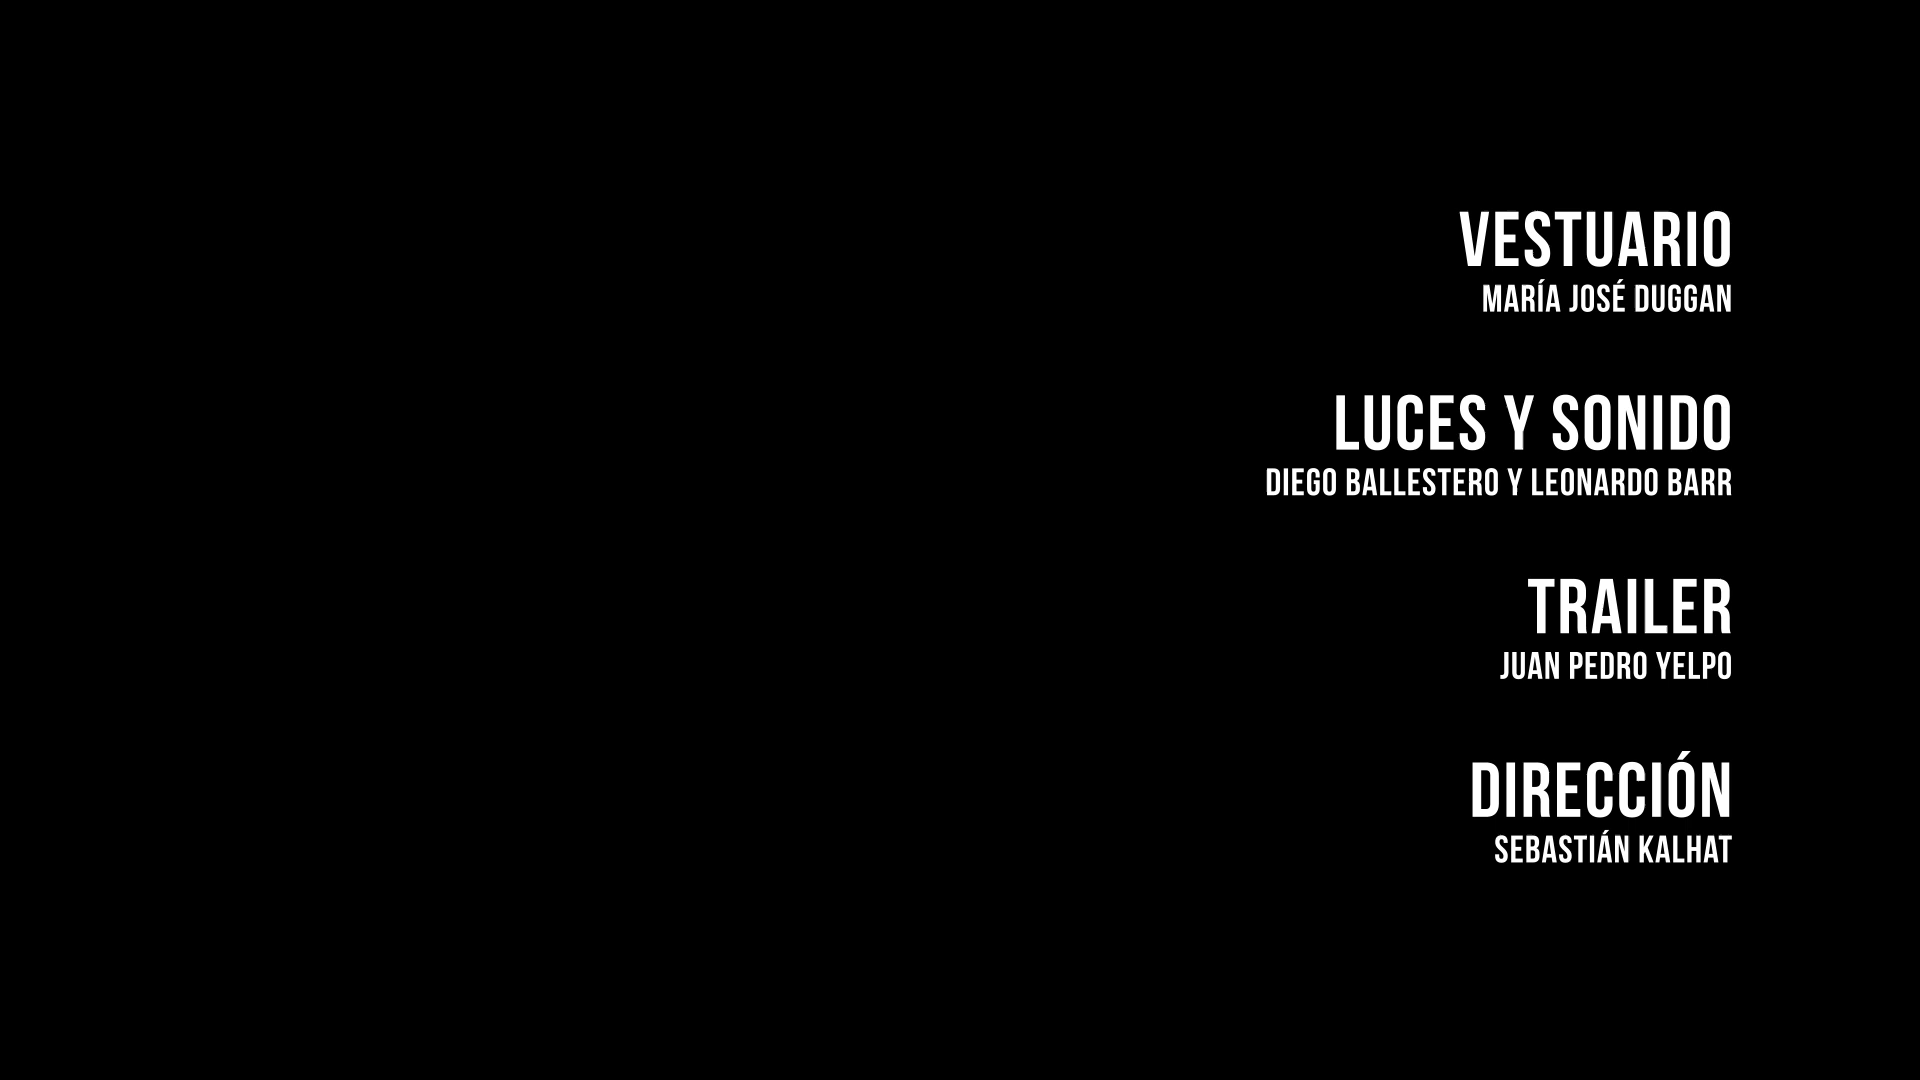 VESTUARIO
MARÍA JOSÉ DUGGAN
LUCES Y SONIDO
DIEGO BALLESTERO Y LEONARDO BARR
TRAILER
JUAN PEDRO YELPO
DIRECCIÓN
SEBASTIÁN KALHAT